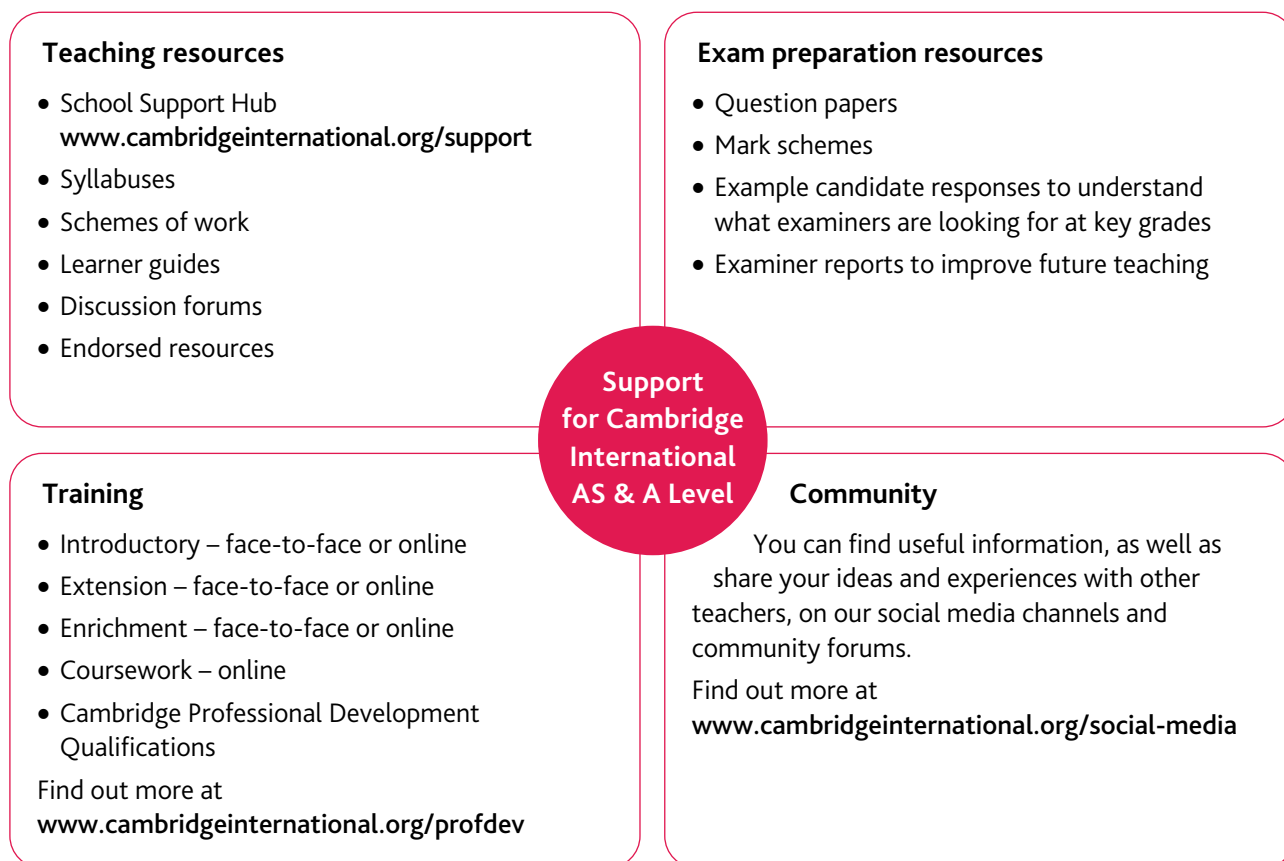 Teaching resources
• School Support Hub
www.cambridgeinternational.org/support
• Syllabuses
• Schemes of work
• Learner guides
• Discussion forums
• Endorsed resources
Exam preparation resources
• Question papers
• Mark schemes
• Example candidate responses to understand
what examiners are looking for at key grades
• Examiner reports to improve future teaching
Support
for Cambridge
International
AS & A Level
Training
• Introductory – face-to-face or online
• Extension – face-to-face or online
• Enrichment – face-to-face or online
• Coursework – online
• Cambridge Professional Development
Qualifications
Find out more at
www.cambridgeinternational.org/profdev
Community
You can find useful information, as well as
share your ideas and experiences with other
teachers, on our social media channels and
community forums.
Find out more at
www.cambridgeinternational.org/social-media